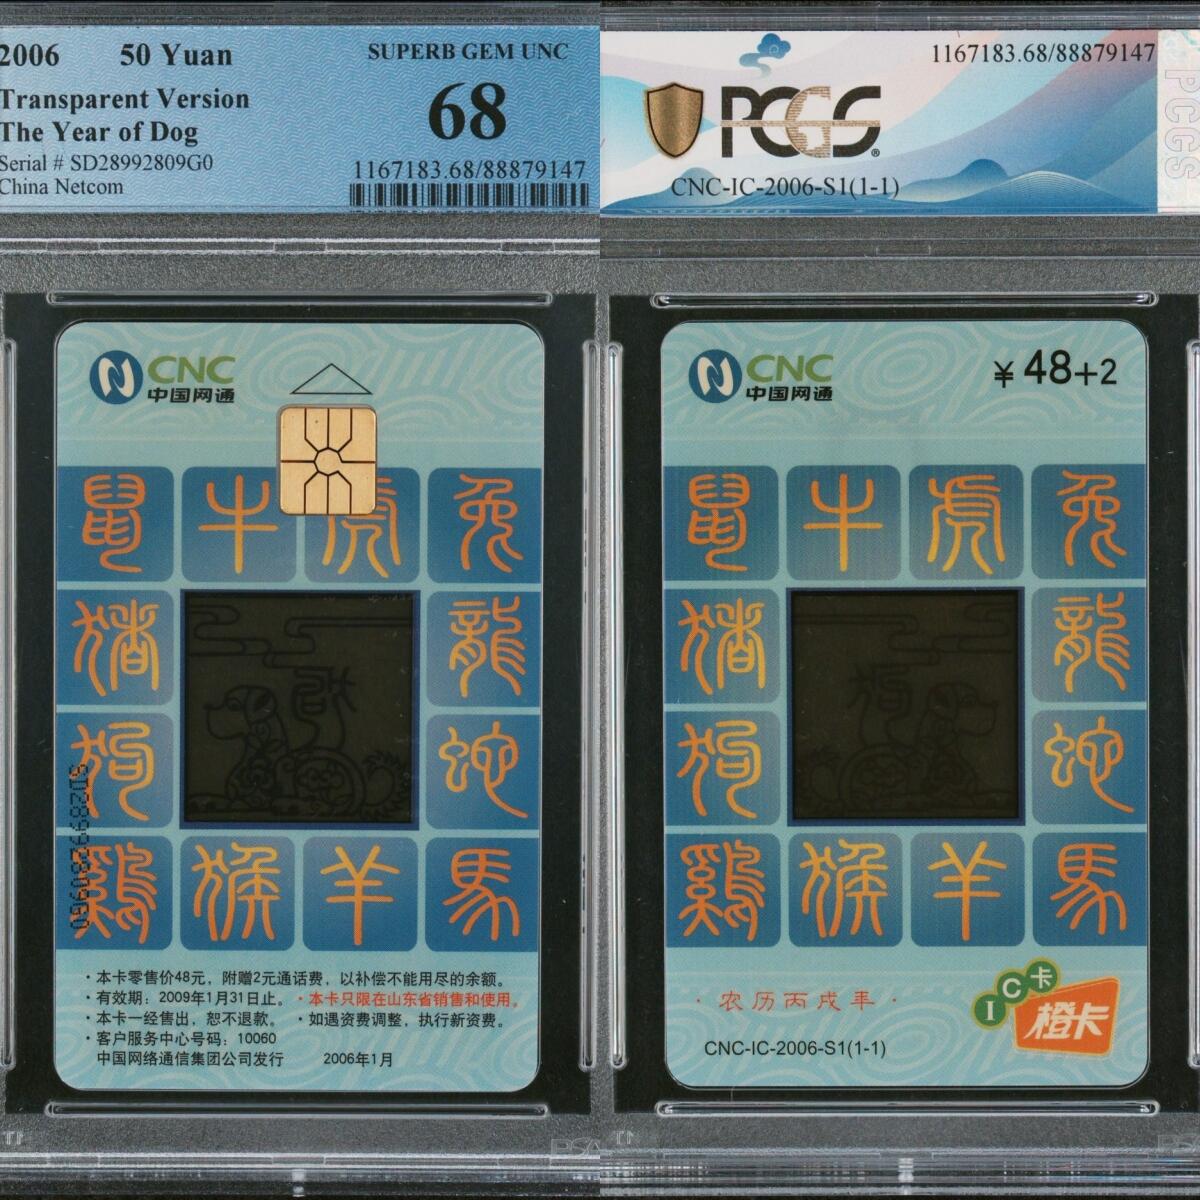 2006 50 Yuan SUPERB GEM UNC
Transparent Version 68
The Year of Dog
Serial # SD28992809G0
China Netcom 1167183.68/88879147
CNC
中国网通
鼠 牛 虎 兔
猪 龍
狗 狗 蛇
鷄 猴 羊 馬
SD28992809G0
·本卡零售价48元,附赠2元通话费,以补偿不能用尽的余额。
·有效期:2009年1月31日止。·本卡只限在山东省销售和使用。
·本卡一经售出,恕不退款。·如遇资费调整,执行新资费。
·客户服务中心号码:10060
中国网络通信集团公司发行 2006年1月
1167183.68/88879147
PCGS
PCGS
CNC-IC-2006-S1(1-1)
CNC
中国网通
¥48+2
鼠 牛 虎 兔
猪 龍
狗 狗 蛇
鷄 猴 羊 馬
·农历丙戌年·
IC卡
橙卡
CNC-IC-2006-S1(1-1)